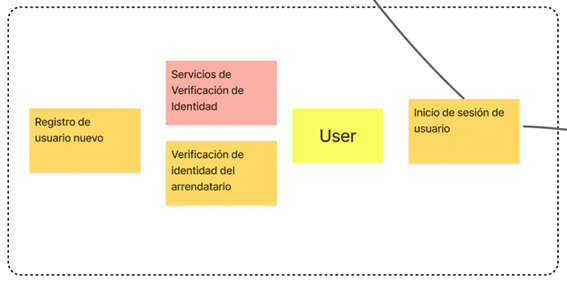 Servicios de
Verificación de
Identidad
Registro de
usuario nuevo
Verificación de
identidad del
arrendatario
User
Inicio de sesión de
usuario